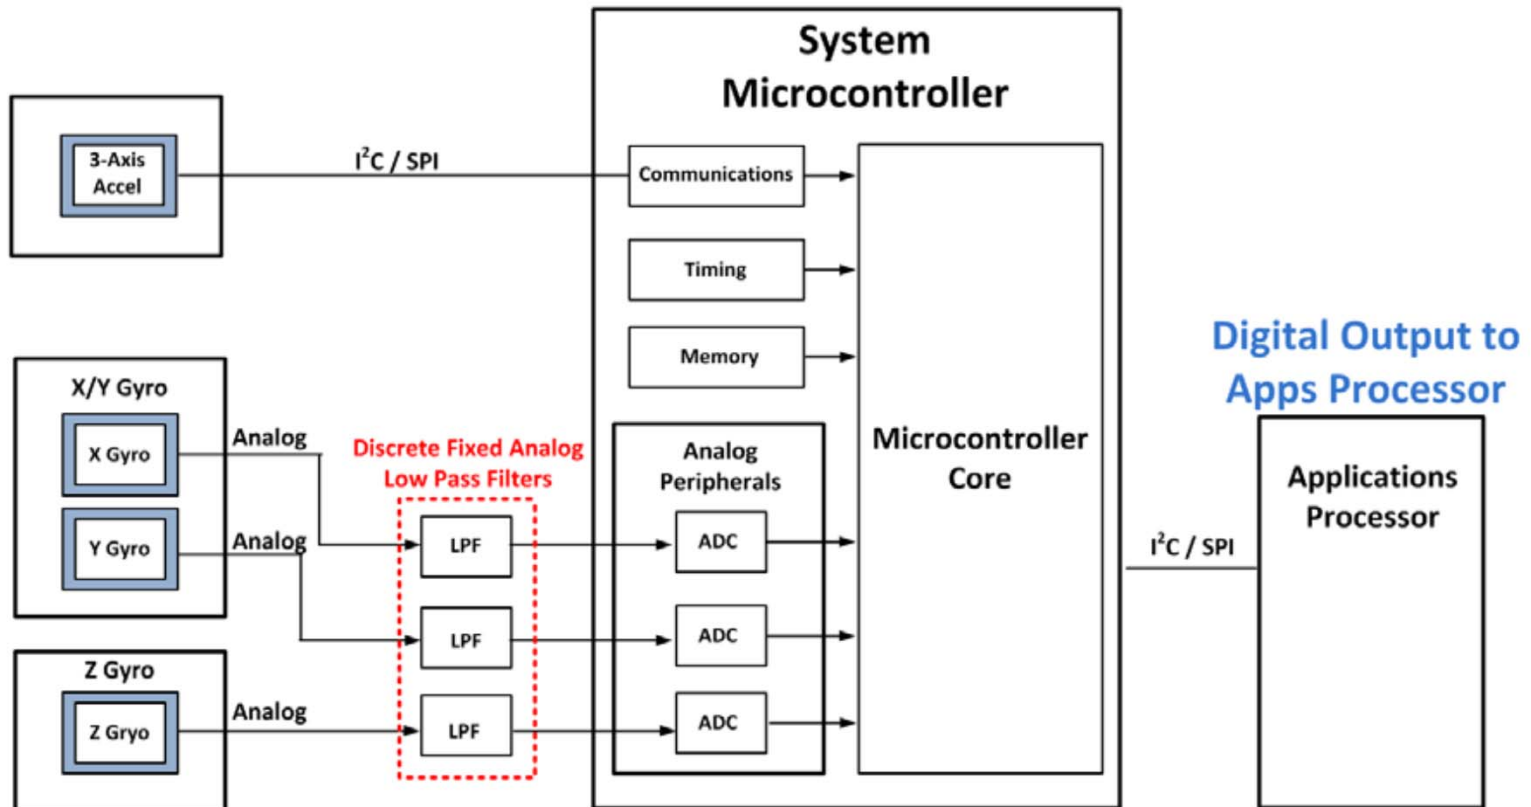 System
Microcontroller
3-Axis
Accel
I²C / SPI
Communications
Timing
Memory
Digital Output to
Apps Processor
X/Y Gyro
X Gyro
Analog
Y Gyro
Analog
Discrete Fixed Analog
Low Pass Filters
LPF
LPF
LPF
Analog
Peripherals
ADC
ADC
ADC
Microcontroller
Core
I²C / SPI
Applications
Processor
Z Gyro
Z Gryo
Analog